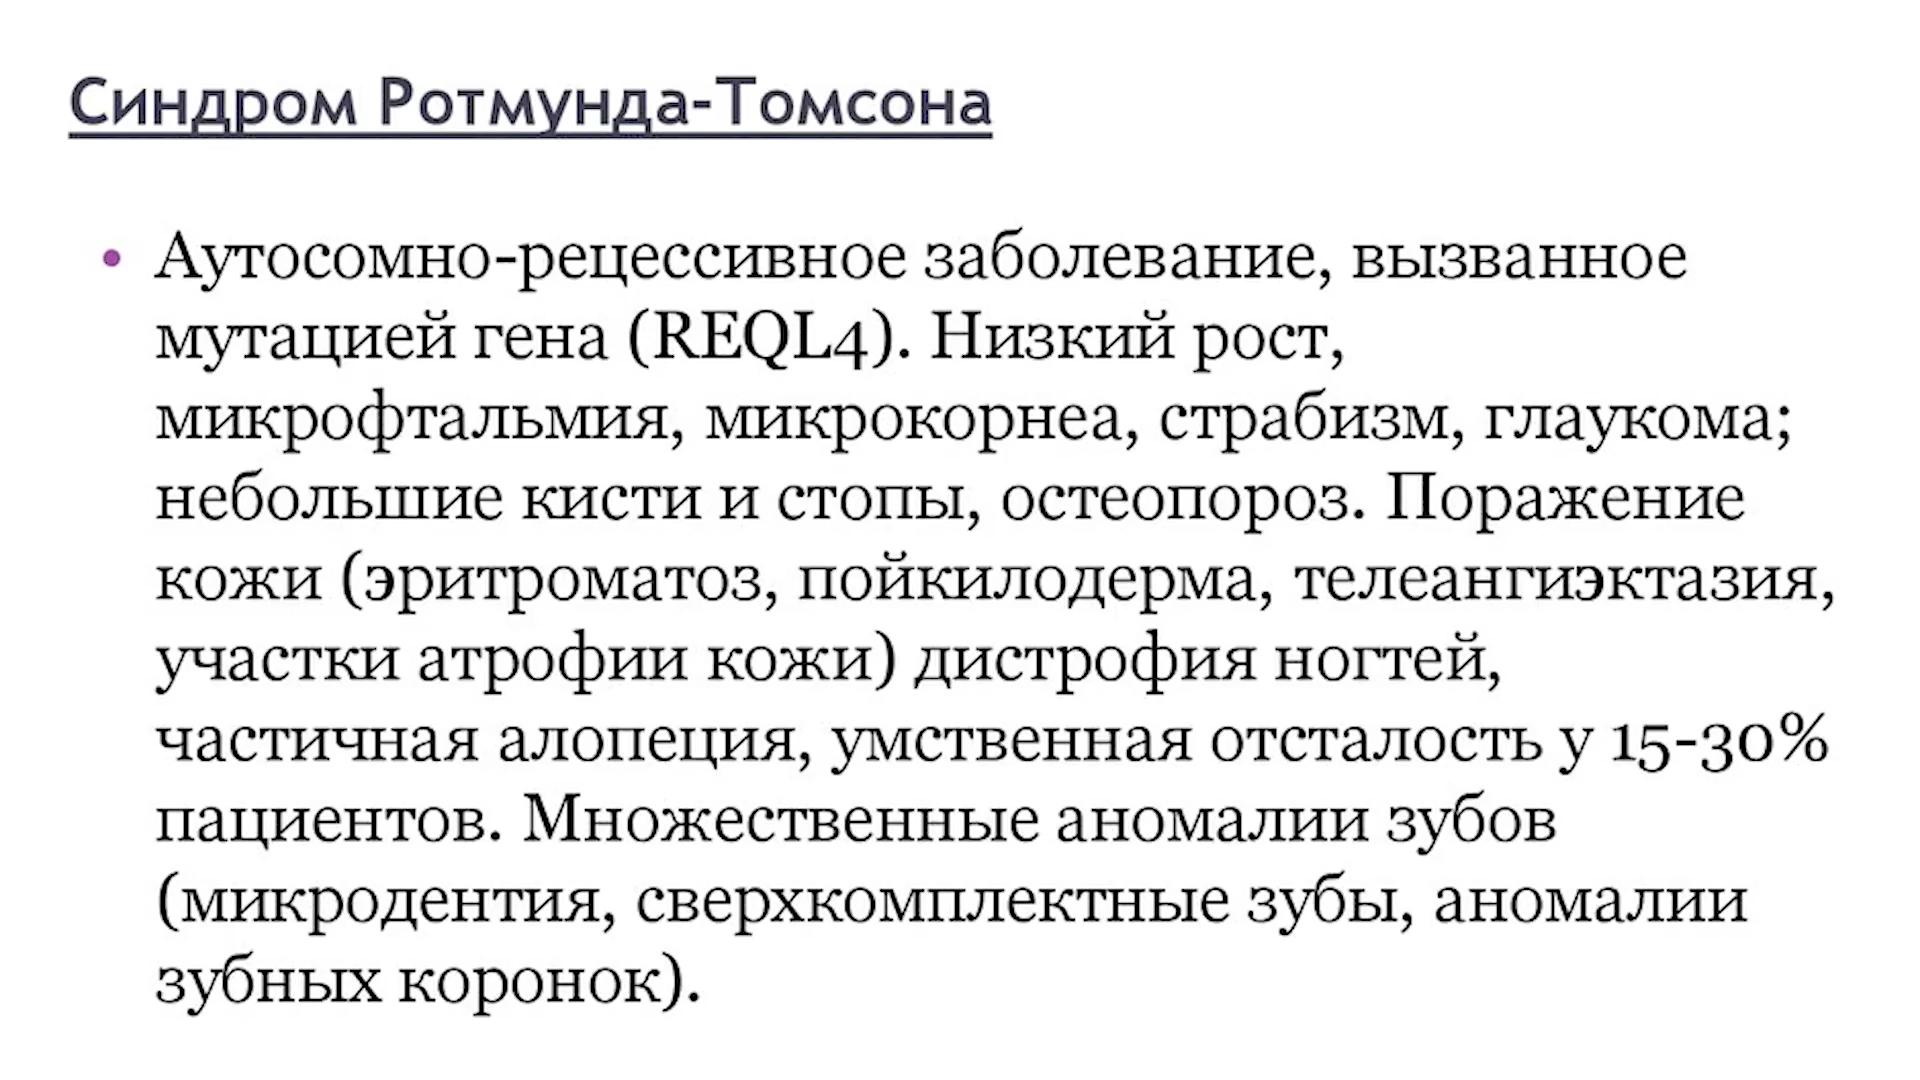 Синдром Ротмунда-Томсона
• Аутосомно-рецессивное заболевание, вызванное
мутацией гена (REQL4). Низкий рост,
микрофтальмия, микрокорнеа, страбизм, глаукома;
небольшие кисти и стопы, остеопороз. Поражение
кожи (эритроматоз, пойкилодерма, телеангиэктазия,
участки атрофии кожи) дистрофия ногтей,
частичная алопеция, умственная отсталость у 15-30%
пациентов. Множественные аномалии зубов
(микродентия, сверхкомплектные зубы, аномалии
зубных коронок).